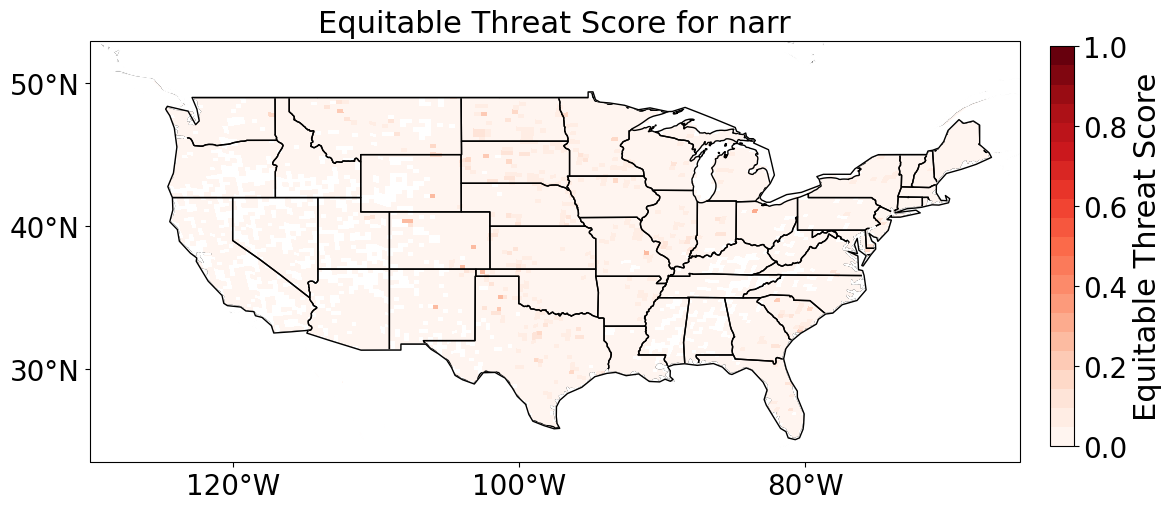 Equitable Threat Score for narr
50°N
40°N
30°N
120°W
100°W
80°W
1.0
0.8
0.6
0.4
0.2
0.0
Equitable Threat Score